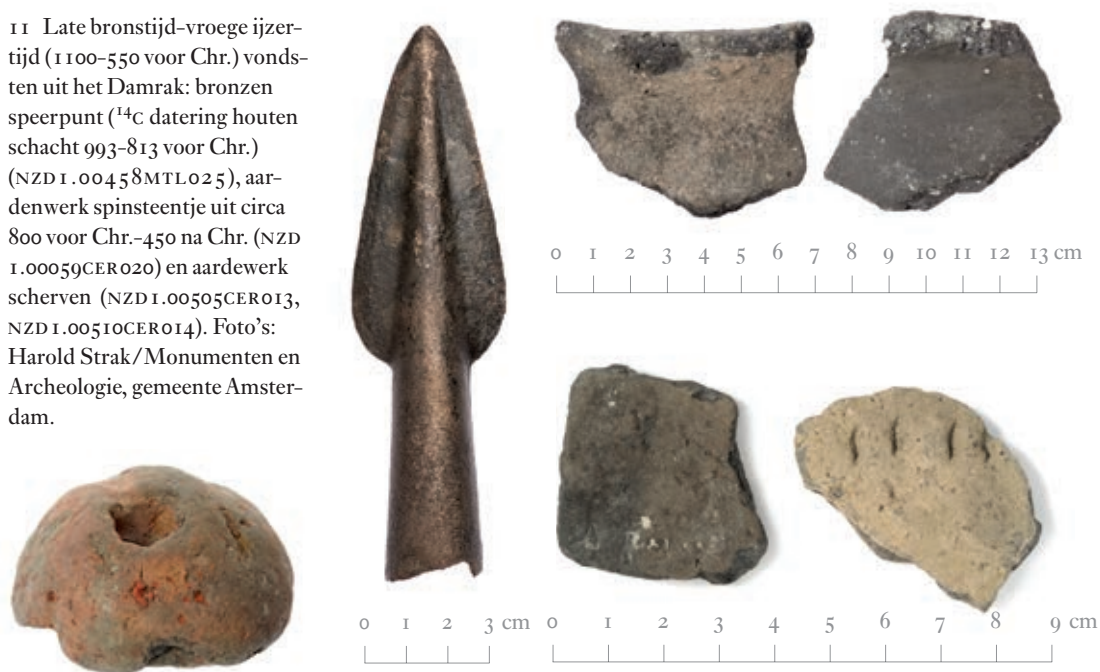 11 Late bronstijd-vroege ijzer-
tijd (1100-550 voor Chr.) vonds-
ten uit het Damrak: bronzen
speerpunt (¹⁴C datering houten
schacht 993-813 voor Chr.)
(NZD1.00458MTL025), aar-
denwerk spinsteentje uit circa
800 voor Chr.-450 na Chr. (NZD
1.00059CER020) en aardewerk
scherven (NZD1.00505CER013,
NZD1.00510CER014). Foto's:
Harold Strak/Monumenten en
Archeologie, gemeente Amster-
dam.
0 1 2 3 4 5 6 7 8 9 10 11 12 13 cm
0 1 2 3 cm
0 1 2 3 4 5 6 7 8 9 cm